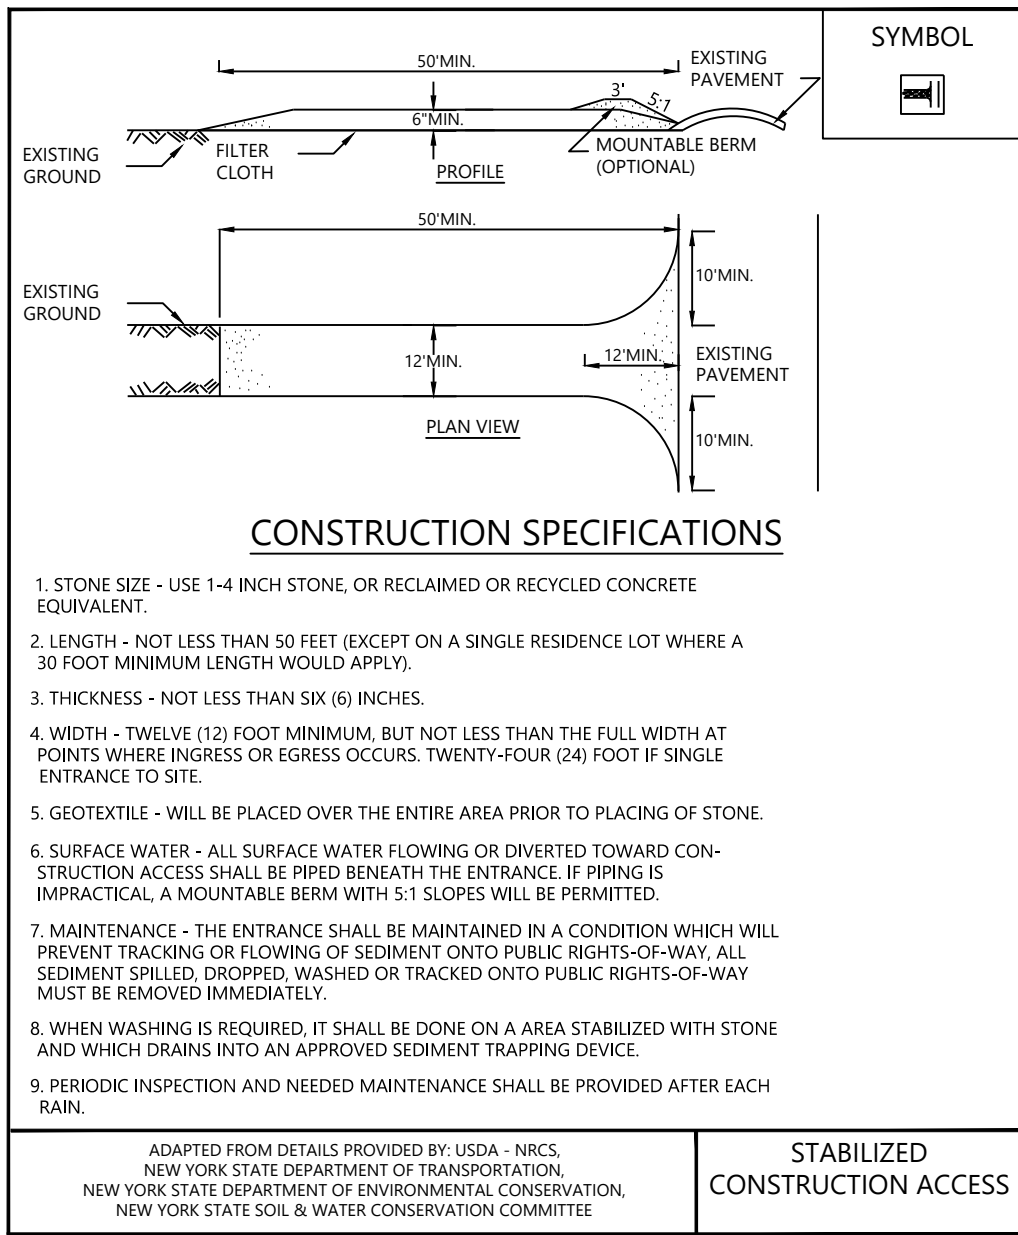 SYMBOL
50'MIN.
EXISTING
PAVEMENT
3'
5:1
6"MIN.
EXISTING
GROUND
FILTER
CLOTH
PROFILE
MOUNTABLE BERM
(OPTIONAL)
50'MIN.
10'MIN.
EXISTING
GROUND
12'MIN.
12'MIN.
EXISTING
PAVEMENT
PLAN VIEW
10'MIN.
CONSTRUCTION SPECIFICATIONS
1. STONE SIZE - USE 1-4 INCH STONE, OR RECLAIMED OR RECYCLED CONCRETE
EQUIVALENT.
2. LENGTH - NOT LESS THAN 50 FEET (EXCEPT ON A SINGLE RESIDENCE LOT WHERE A
30 FOOT MINIMUM LENGTH WOULD APPLY).
3. THICKNESS - NOT LESS THAN SIX (6) INCHES.
4. WIDTH - TWELVE (12) FOOT MINIMUM, BUT NOT LESS THAN THE FULL WIDTH AT
POINTS WHERE INGRESS OR EGRESS OCCURS. TWENTY-FOUR (24) FOOT IF SINGLE
ENTRANCE TO SITE.
5. GEOTEXTILE - WILL BE PLACED OVER THE ENTIRE AREA PRIOR TO PLACING OF STONE.
6. SURFACE WATER - ALL SURFACE WATER FLOWING OR DIVERTED TOWARD CON-
STRUCTION ACCESS SHALL BE PIPED BENEATH THE ENTRANCE. IF PIPING IS
IMPRACTICAL, A MOUNTABLE BERM WITH 5:1 SLOPES WILL BE PERMITTED.
7. MAINTENANCE - THE ENTRANCE SHALL BE MAINTAINED IN A CONDITION WHICH WILL
PREVENT TRACKING OR FLOWING OF SEDIMENT ONTO PUBLIC RIGHTS-OF-WAY, ALL
SEDIMENT SPILLED, DROPPED, WASHED OR TRACKED ONTO PUBLIC RIGHTS-OF-WAY
MUST BE REMOVED IMMEDIATELY.
8. WHEN WASHING IS REQUIRED, IT SHALL BE DONE ON A AREA STABILIZED WITH STONE
AND WHICH DRAINS INTO AN APPROVED SEDIMENT TRAPPING DEVICE.
9. PERIODIC INSPECTION AND NEEDED MAINTENANCE SHALL BE PROVIDED AFTER EACH
RAIN.
ADAPTED FROM DETAILS PROVIDED BY: USDA - NRCS,
NEW YORK STATE DEPARTMENT OF TRANSPORTATION,
NEW YORK STATE DEPARTMENT OF ENVIRONMENTAL CONSERVATION,
NEW YORK STATE SOIL & WATER CONSERVATION COMMITTEE
STABILIZED
CONSTRUCTION ACCESS